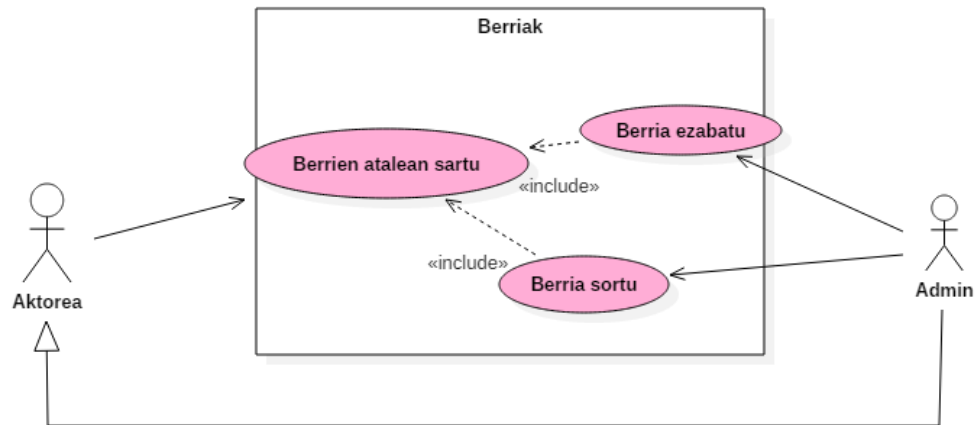 Berriak
Berria ezabatu
Berrien atalean sartu
«include»
«include»
Berria sortu
Aktorea
Admin